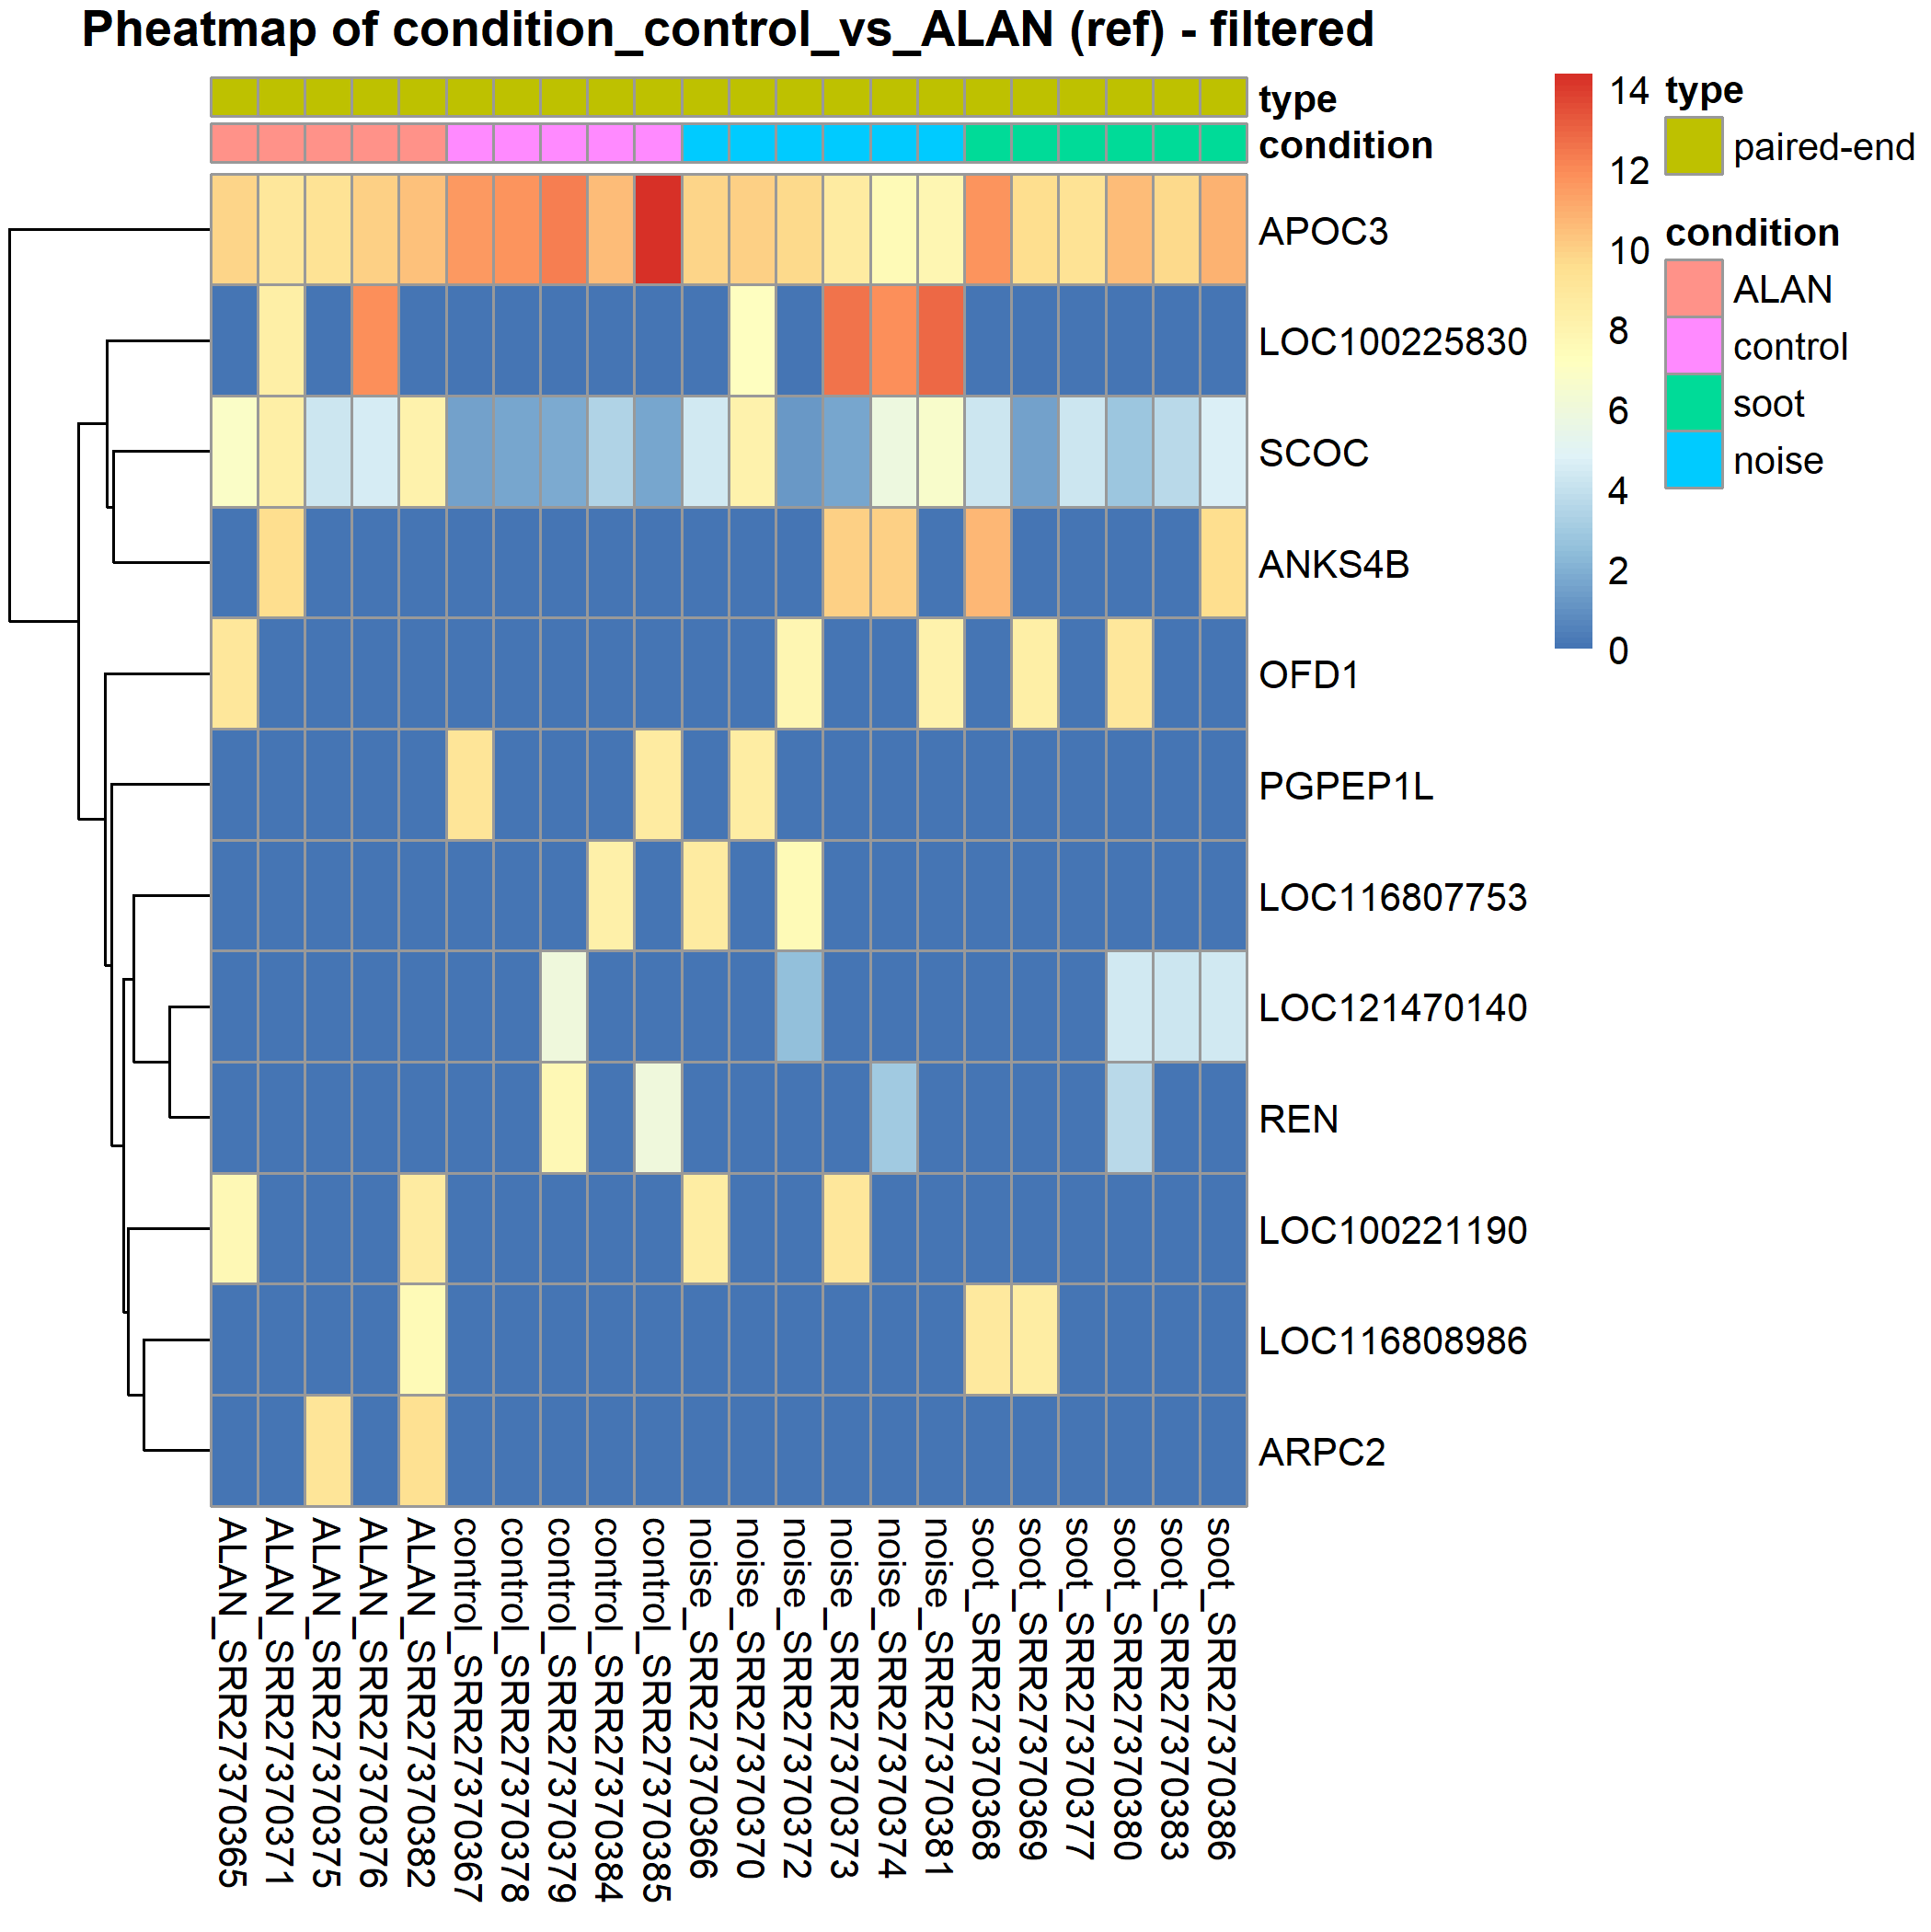 Pheatmap of condition_control_vs_ALAN (ref) - filtered
type
condition
APOC3
LOC100225830
SCOC
ANKS4B
OFD1
PGPEP1L
LOC116807753
LOC121470140
REN
LOC100221190
LOC116808986
ARPC2
ALAN_SRR27370365
ALAN_SRR27370371
ALAN_SRR27370375
ALAN_SRR27370376
ALAN_SRR27370382
control_SRR27370367
control_SRR27370378
control_SRR27370379
control_SRR27370384
control_SRR27370385
noise_SRR27370366
noise_SRR27370370
noise_SRR27370372
noise_SRR27370373
noise_SRR27370374
noise_SRR27370381
soot_SRR27370368
soot_SRR27370369
soot_SRR27370377
soot_SRR27370380
soot_SRR27370383
soot_SRR27370386
14
12
10
8
6
4
2
0
type
paired-end
condition
ALAN
control
soot
noise